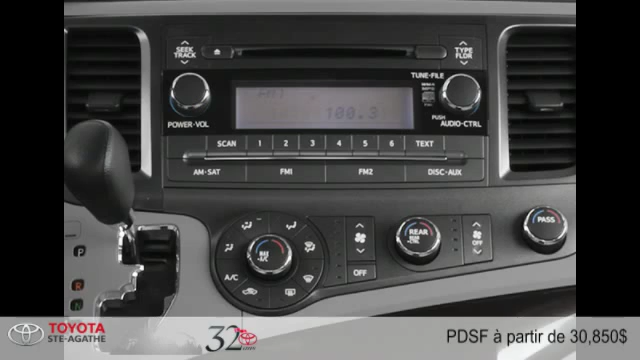 SEEK TRACK
TYPE FLDR
TUNE·FILE
100.3
POWER·VOL
PUSH
AUDIO·CTRL
SCAN 1 2 3 4 5 6 TEXT
AM·SAT FM1 FM2 DISC·AUX
PASS
REAR
OFF
A/C
OFF
P
R
N
TOYOTA
STE-AGATHE
32
PDSF à partir de 30,850$